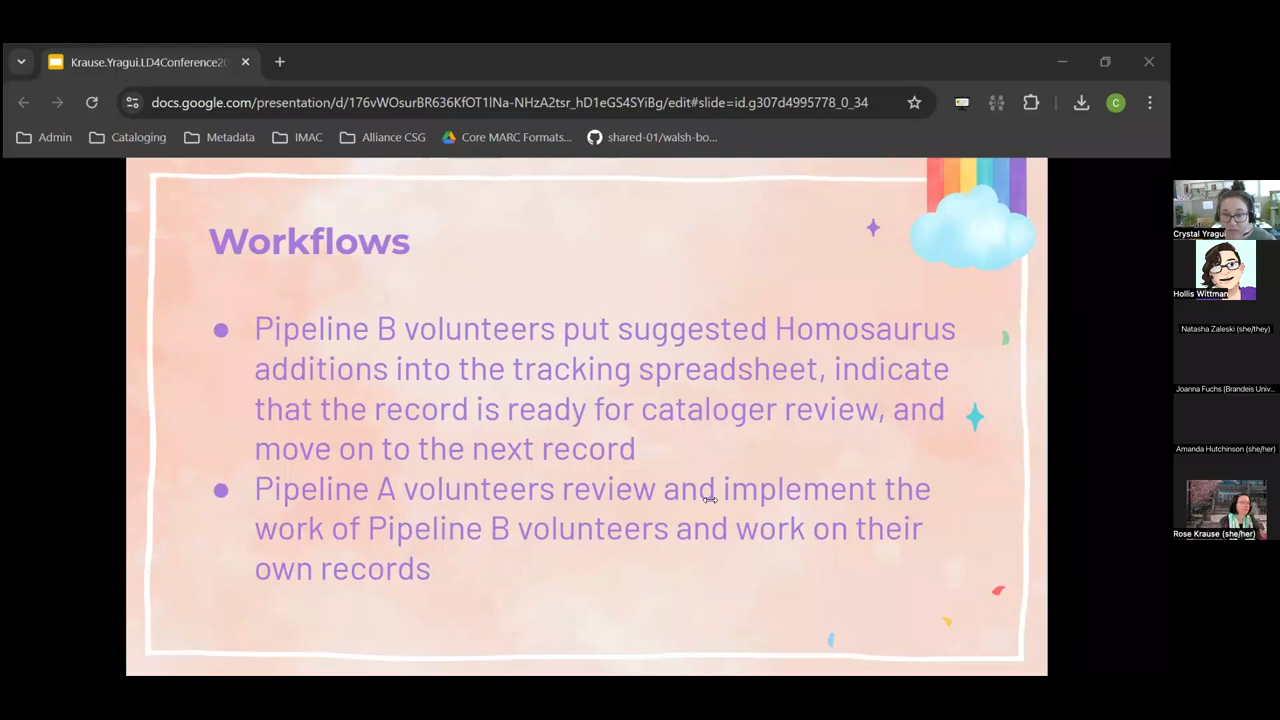 Krause.Yragui.LD4Conference20
docs.google.com/presentation/d/176vWOsurBR636KfOT1lNa-NHzA2tsr_hD1eGS4SYiBg/edit#slide=id.g307d4995778_0_34
C
Admin
Cataloging
Metadata
IMAC
Alliance CSG
Core MARC Formats...
shared-01/walsh-bo...
Workflows
● Pipeline B volunteers put suggested Homosaurus
additions into the tracking spreadsheet, indicate
that the record is ready for cataloger review, and
move on to the next record
● Pipeline A volunteers review and implement the
work of Pipeline B volunteers and work on their
own records
Crystal Yragui
Hollis Wittman
Natasha Zaleski (she/they)
Joanna Fuchs (Brandeis Univ...
Amanda Hutchinson (she/her)
Rose Krause (she/her)